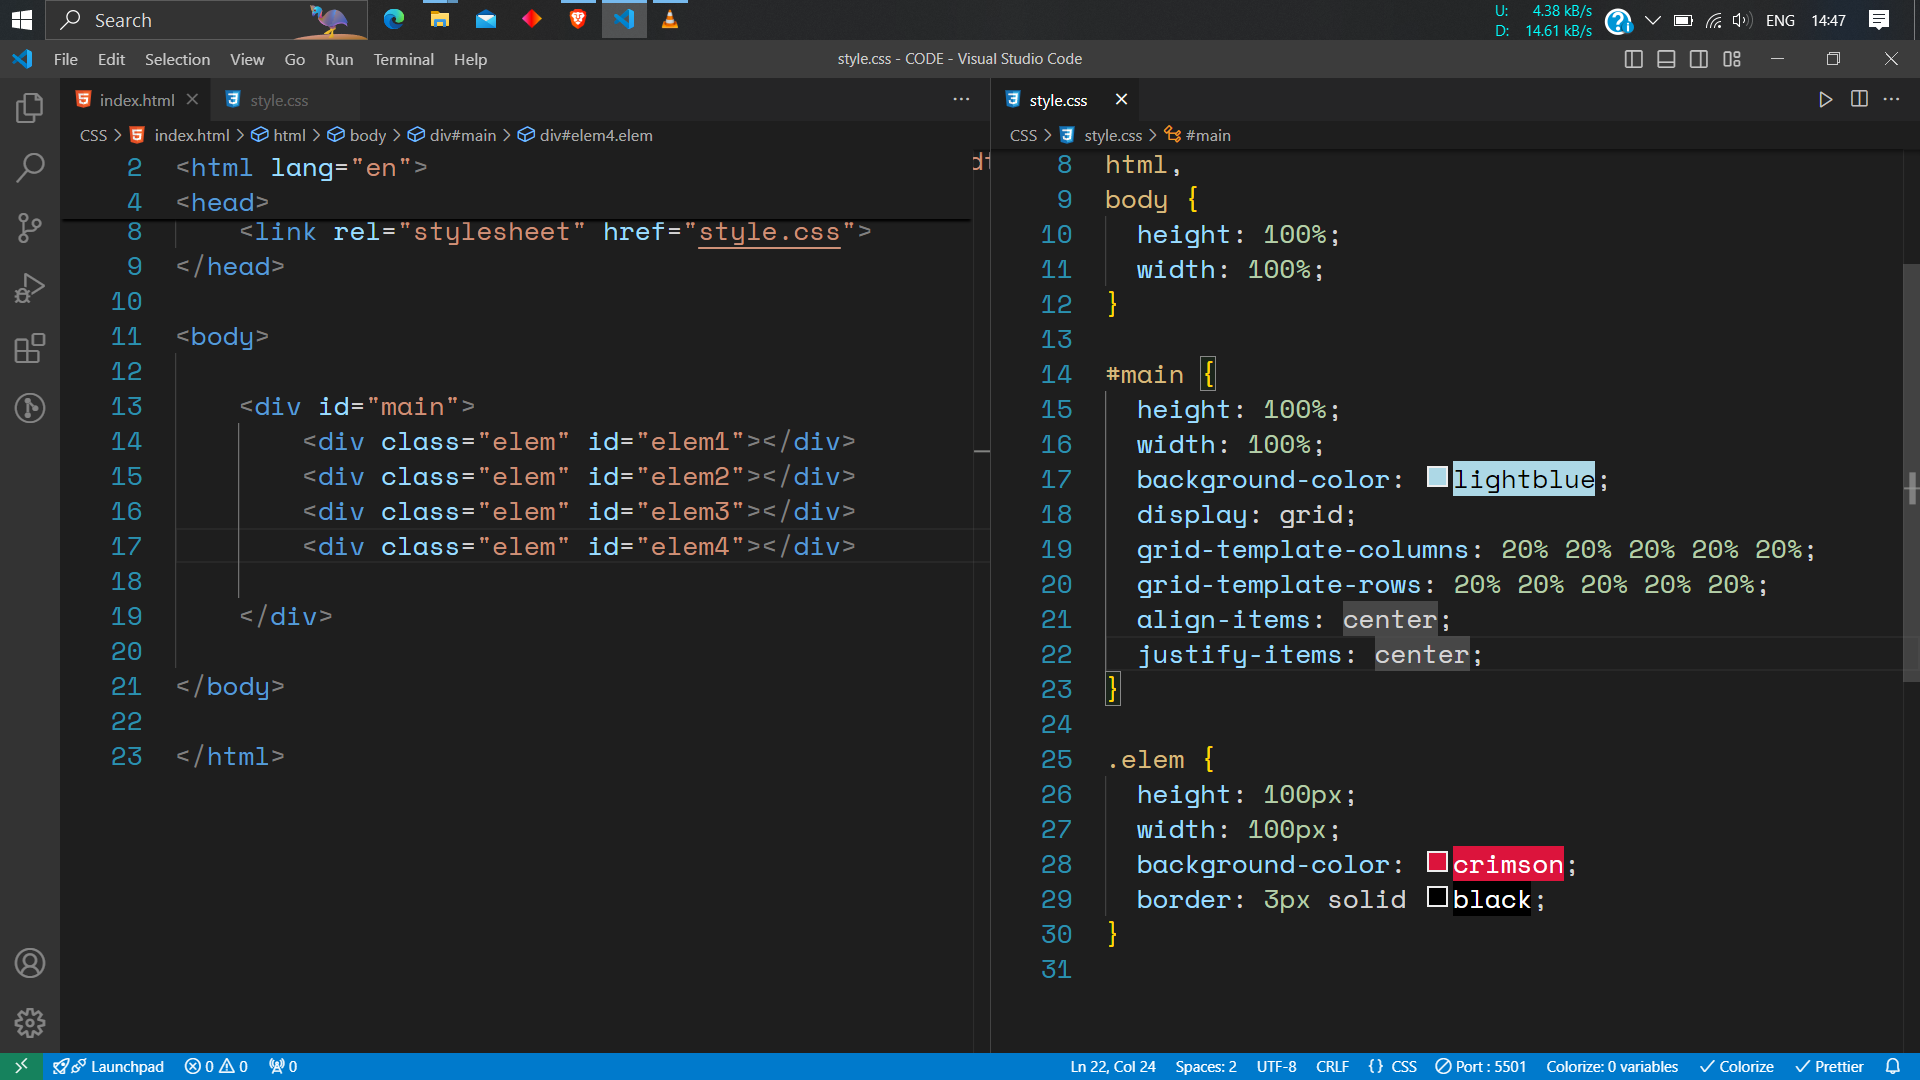 Search
U: 4.38 kB/s
D: 14.61 kB/s
ENG
14:47
File Edit Selection View Go Run Terminal Help
style.css - CODE - Visual Studio Code
index.html
style.css
CSS > index.html > html > body > div#main > div#elem4.elem
2 <html lang="en">
4 <head>
8 <link rel="stylesheet" href="style.css">
9 </head>
10
11 <body>
12
13 <div id="main">
14 <div class="elem" id="elem1"></div>
15 <div class="elem" id="elem2"></div>
16 <div class="elem" id="elem3"></div>
17 <div class="elem" id="elem4"></div>
18
19 </div>
20
21 </body>
22
23 </html>
style.css
CSS > style.css > #main
8 html,
9 body {
10 height: 100%;
11 width: 100%;
12 }
13
14 #main {
15 height: 100%;
16 width: 100%;
17 background-color: lightblue;
18 display: grid;
19 grid-template-columns: 20% 20% 20% 20% 20%;
20 grid-template-rows: 20% 20% 20% 20% 20%;
21 align-items: center;
22 justify-items: center;
23 }
24
25 .elem {
26 height: 100px;
27 width: 100px;
28 background-color: crimson;
29 border: 3px solid black;
30 }
31
Launchpad 0 0 0 Ln 22, Col 24 Spaces: 2 UTF-8 CRLF {} CSS Port : 5501 Colorize: 0 variables Colorize Prettier